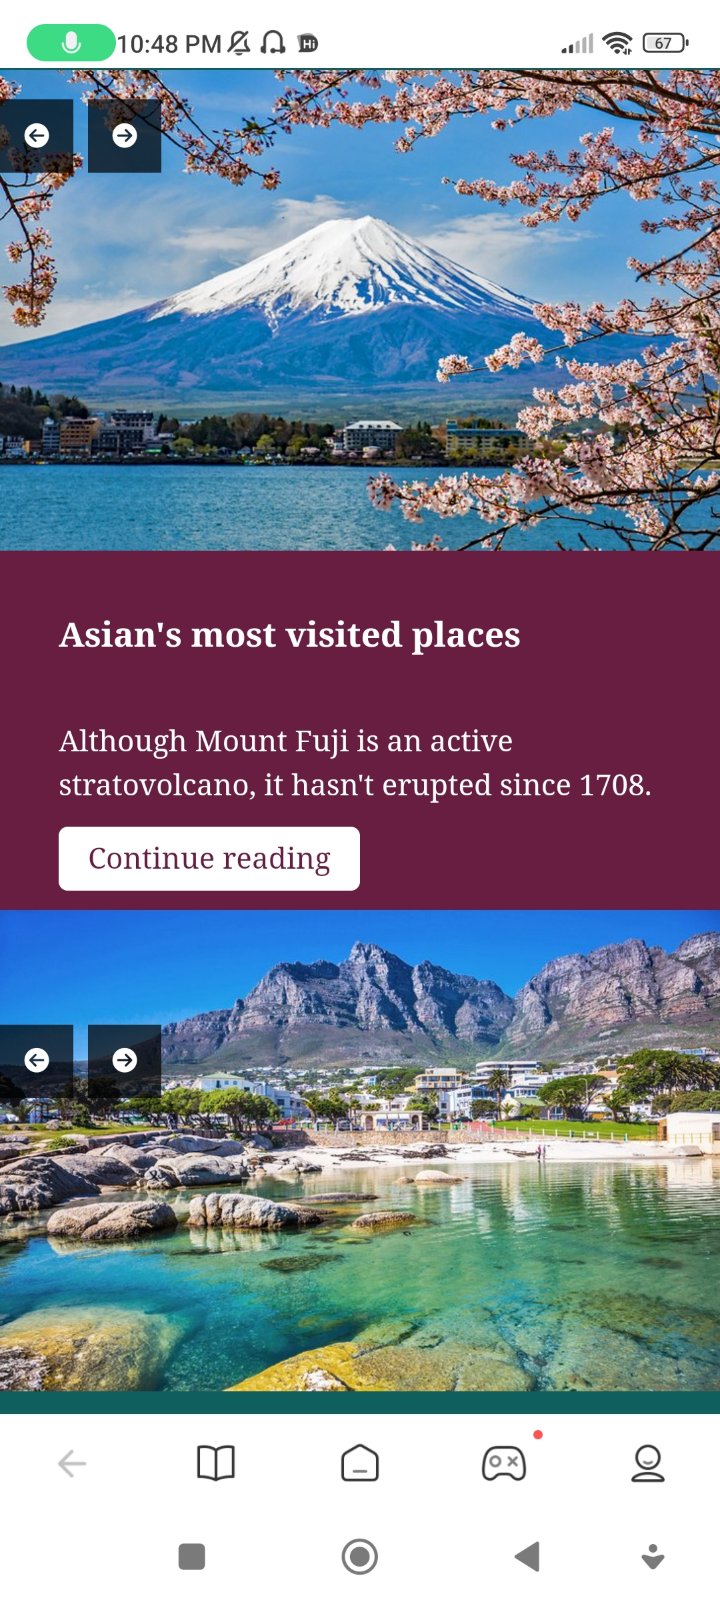 10:48 PM
Hi
67
Asian's most visited places
Although Mount Fuji is an active
stratovolcano, it hasn't erupted since 1708.
Continue reading